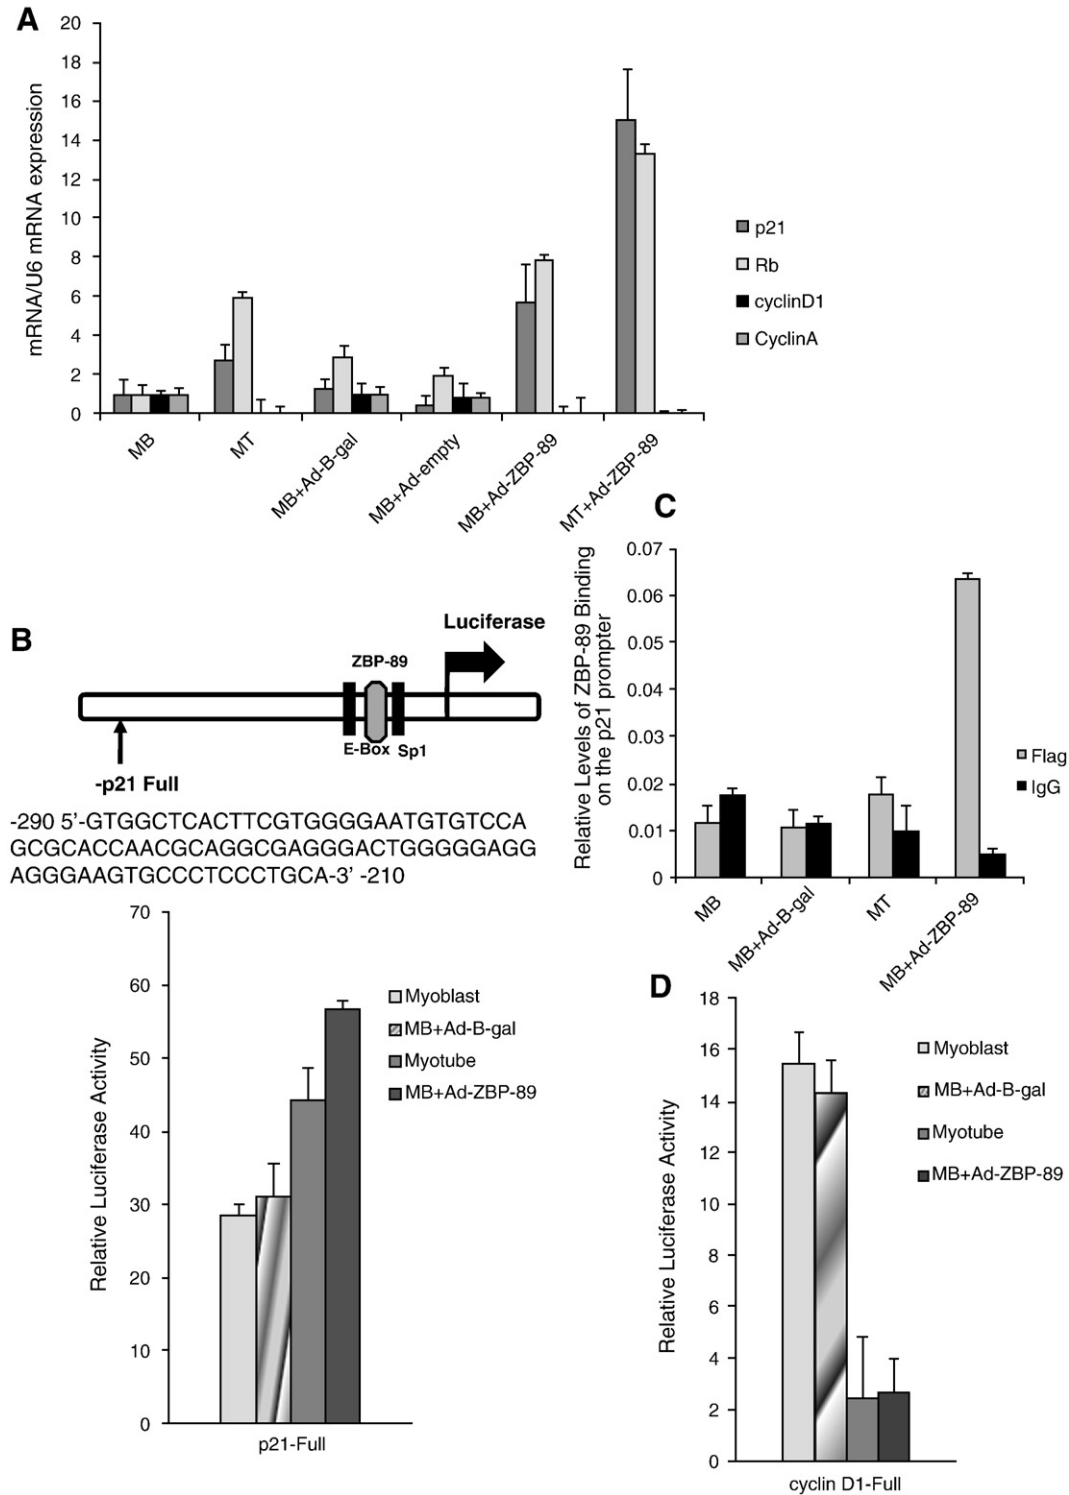 A
mRNA/U6 mRNA expression
20
18
16
14
12
10
8
6
4
2
0
MB
MT
MB+Ad-B-gal
MB+Ad-empty
MB+Ad-ZBP-89
MT+Ad-ZBP-89
p21
Rb
cyclinD1
CyclinA
B
Luciferase
ZBP-89
E-Box
Sp1
-p21 Full
-290 5’-GTGGCTCACTTCGTGGGGAATGTGTCCA
GCGCACCAACGCAGGCGAGGGACTGGGGGAGG
AGGGAAGTGCCCTCCCTGCA-3’ -210
Relative Luciferase Activity
70
60
50
40
30
20
10
0
p21-Full
Myoblast
MB+Ad-B-gal
Myotube
MB+Ad-ZBP-89
C
Relative Levels of ZBP-89 Binding
on the p21 prompter
0.07
0.06
0.05
0.04
0.03
0.02
0.01
0
MB
MB+Ad-B-gal
MT
MB+Ad-ZBP-89
Flag
IgG
D
Relative Luciferase Activity
18
16
14
12
10
8
6
4
2
0
cyclin D1-Full
Myoblast
MB+Ad-B-gal
Myotube
MB+Ad-ZBP-89